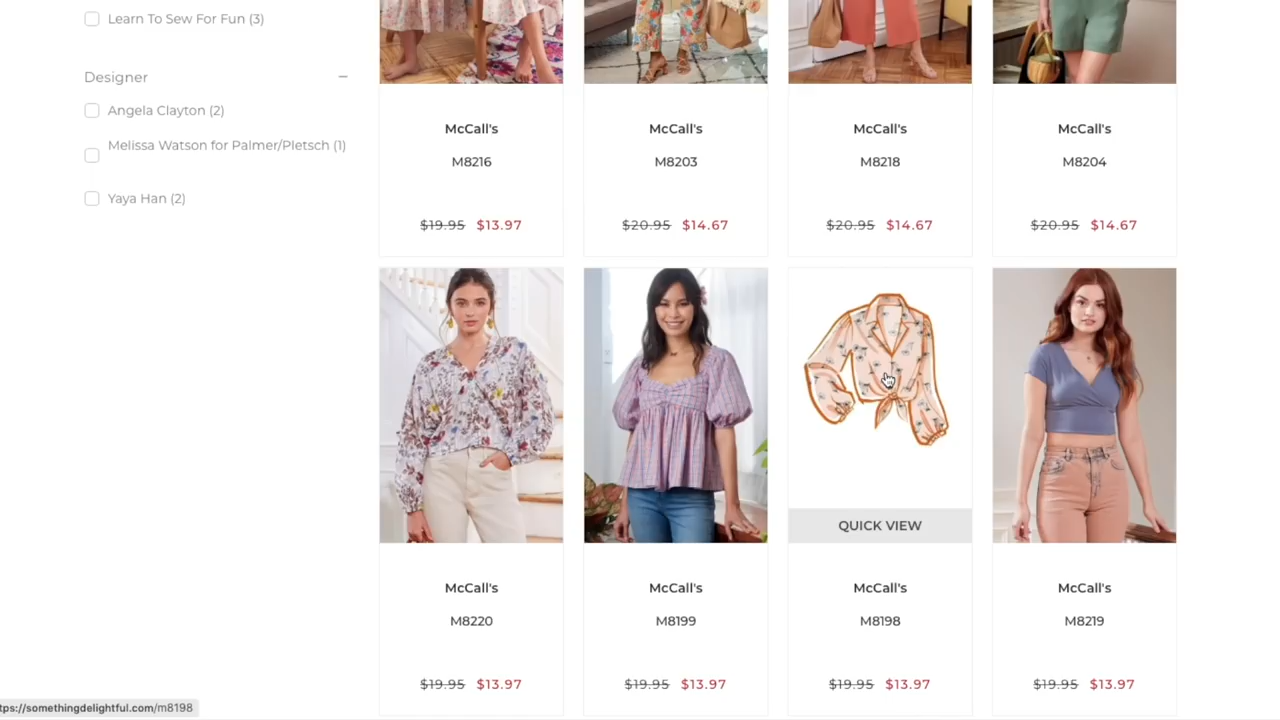 Learn To Sew For Fun (3)
Designer
Angela Clayton (2)
Melissa Watson for Palmer/Pletsch (1)
Yaya Han (2)
McCall's McCall's McCall's McCall's
M8216 M8203 M8218 M8204
$19.95 $13.97 $20.95 $14.67 $20.95 $14.67 $20.95 $14.67
QUICK VIEW
McCall's McCall's McCall's McCall's
M8220 M8199 M8198 M8219
$19.95 $13.97 $19.95 $13.97 $19.95 $13.97 $19.95 $13.97
tps://somethingdelightful.com/m8198